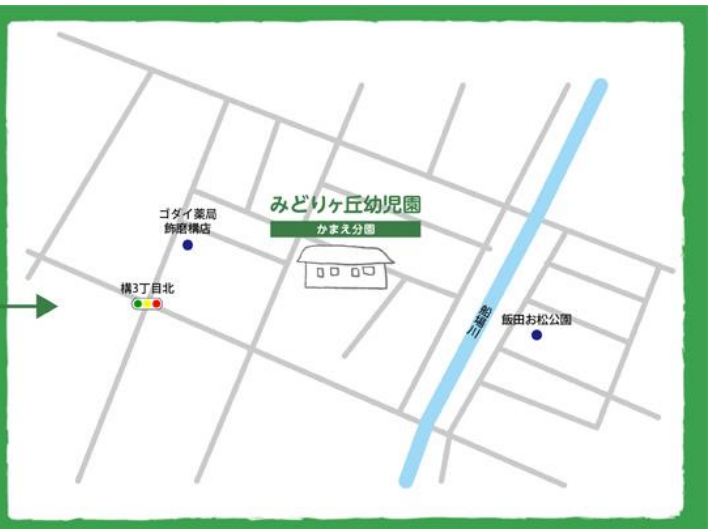 みどりヶ丘幼児園
かまえ分園
ゴダイ薬局
飾磨構店
構3丁目北
船場川
飯田お松公園